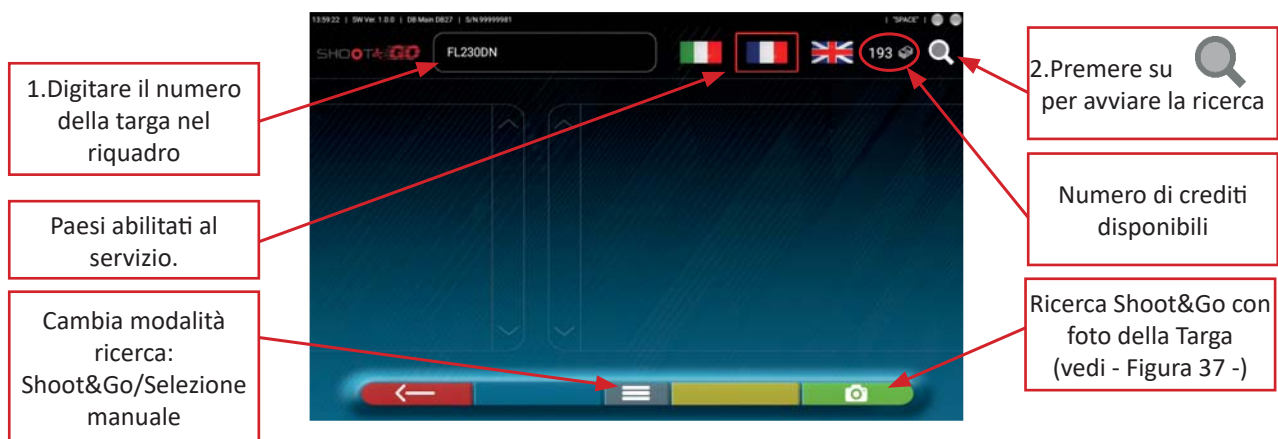 13:59:22 | SW Ver. 1.0.0 | DB Main DB27 | S/N 99999981
| "SPACE" |
SHOOT&GO
FL230DN
193
1.Digitare il numero
della targa nel
riquadro
Paesi abilitati al
servizio.
Cambia modalità
ricerca:
Shoot&Go/Selezione
manuale
2.Premere su
per avviare la ricerca
Numero di crediti
disponibili
Ricerca Shoot&Go con
foto della Targa
(vedi - Figura 37 -)